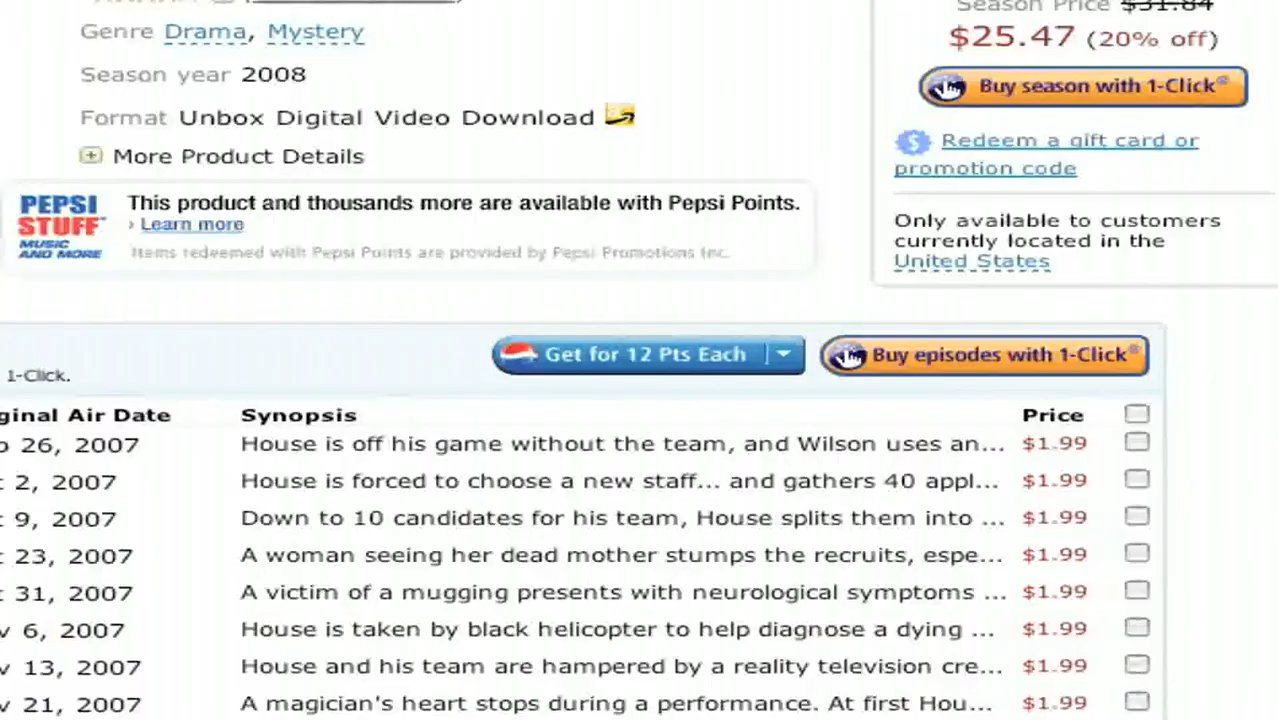 Season Price $31.84
Genre Drama, Mystery
$25.47 (20% off)
Season year 2008
Buy season with 1-Click®
Format Unbox Digital Video Download
Redeem a gift card or
promotion code
More Product Details
PEPSI
STUFF
MUSIC
AND MORE
This product and thousands more are available with Pepsi Points.
› Learn more
Items redeemed with Pepsi Points are provided by Pepsi Promotions Inc.
Only available to customers
currently located in the
United States
Get for 12 Pts Each
Buy episodes with 1-Click®
1-Click.
ginal Air Date Synopsis Price
26, 2007 House is off his game without the team, and Wilson uses an... $1.99
2, 2007 House is forced to choose a new staff... and gathers 40 appl... $1.99
9, 2007 Down to 10 candidates for his team, House splits them into ... $1.99
23, 2007 A woman seeing her dead mother stumps the recruits, espe... $1.99
31, 2007 A victim of a mugging presents with neurological symptoms ... $1.99
6, 2007 House is taken by black helicopter to help diagnose a dying ... $1.99
13, 2007 House and his team are hampered by a reality television cre... $1.99
21, 2007 A magician's heart stops during a performance. At first Hou... $1.99